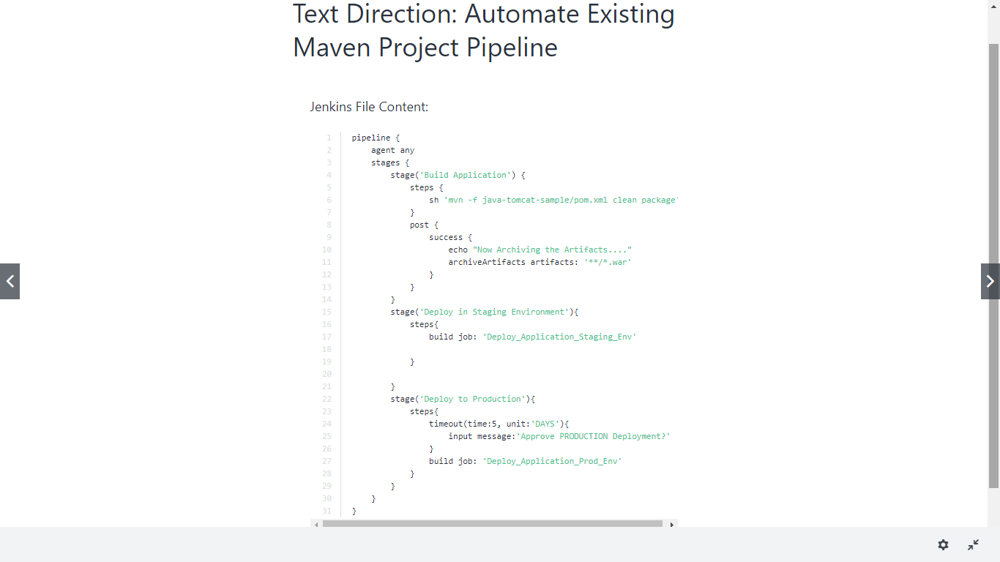 Text Direction: Automate Existing
Maven Project Pipeline
Jenkins File Content:
1 pipeline {
2     agent any
3     stages {
4         stage('Build Application') {
5             steps {
6                 sh 'mvn -f java-tomcat-sample/pom.xml clean package'
7             }
8             post {
9                 success {
10                     echo "Now Archiving the Artifacts...."
11                     archiveArtifacts artifacts: '**/*.war'
12                 }
13             }
14         }
15         stage('Deploy in Staging Environment'){
16             steps{
17                 build job: 'Deploy_Application_Staging_Env'
18
19             }
20
21         }
22         stage('Deploy to Production'){
23             steps{
24                 timeout(time:5, unit:'DAYS'){
25                     input message:'Approve PRODUCTION Deployment?'
26                 }
27                 build job: 'Deploy_Application_Prod_Env'
28             }
29         }
30     }
31 }